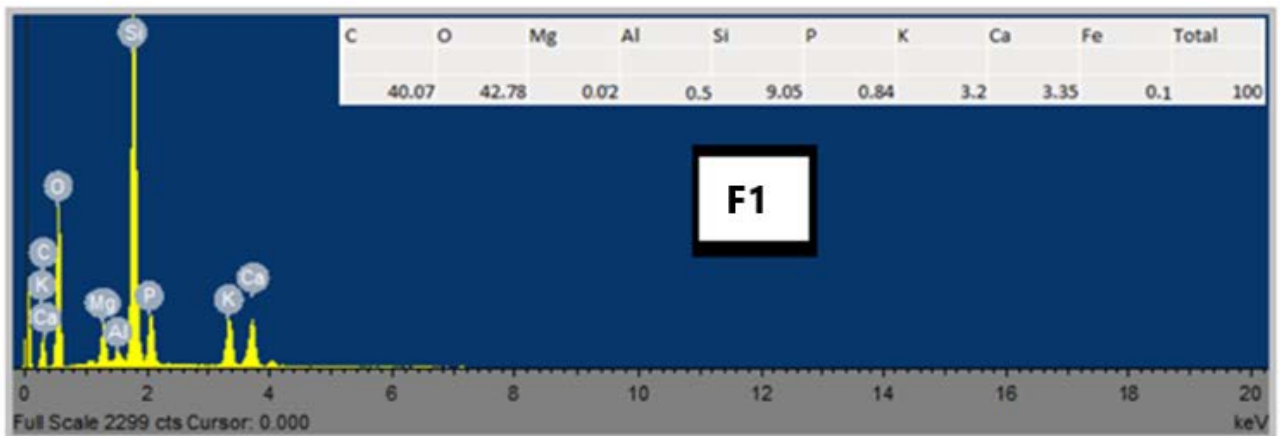 C O Mg Al Si P K Ca Fe Total
40.07 42.78 0.02 0.5 9.05 0.84 3.2 3.35 0.1 100
Si
O
C
K
Ca
Mg
Al
P
K
Ca
F1
0 2 4 6 8 10 12 14 16 18 20
Full Scale 2299 cts Cursor: 0.000 keV